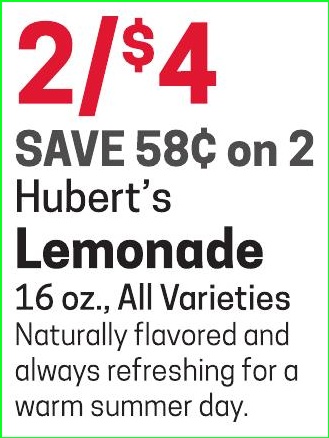 2/$4
SAVE 58¢ on 2
Hubert's
Lemonade
16 oz., All Varieties
Naturally flavored and
always refreshing for a
warm summer day.